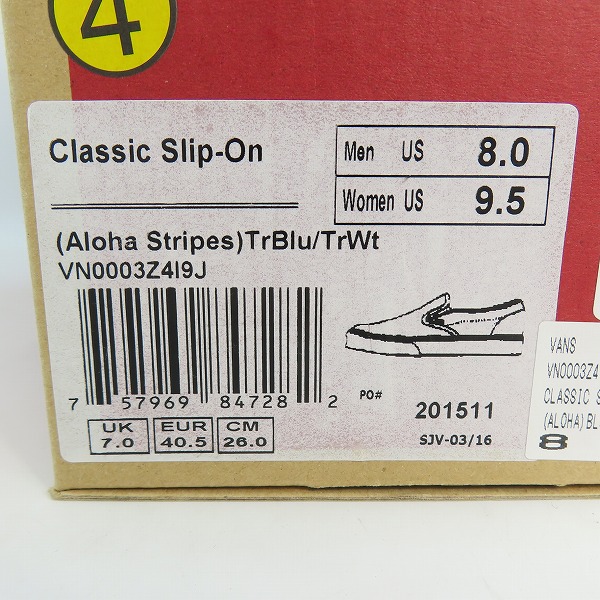 4
Classic Slip-On
Men US 8.0
Women US 9.5
(Aloha Stripes)TrBlu/TrWt
VN0003Z4I9J
7 57969 84728 2
PO#
201511
SJV-03/16
UK EUR CM
7.0 40.5 26.0
VANS
VN0003Z4
CLASSIC S
(ALOHA)BL
8